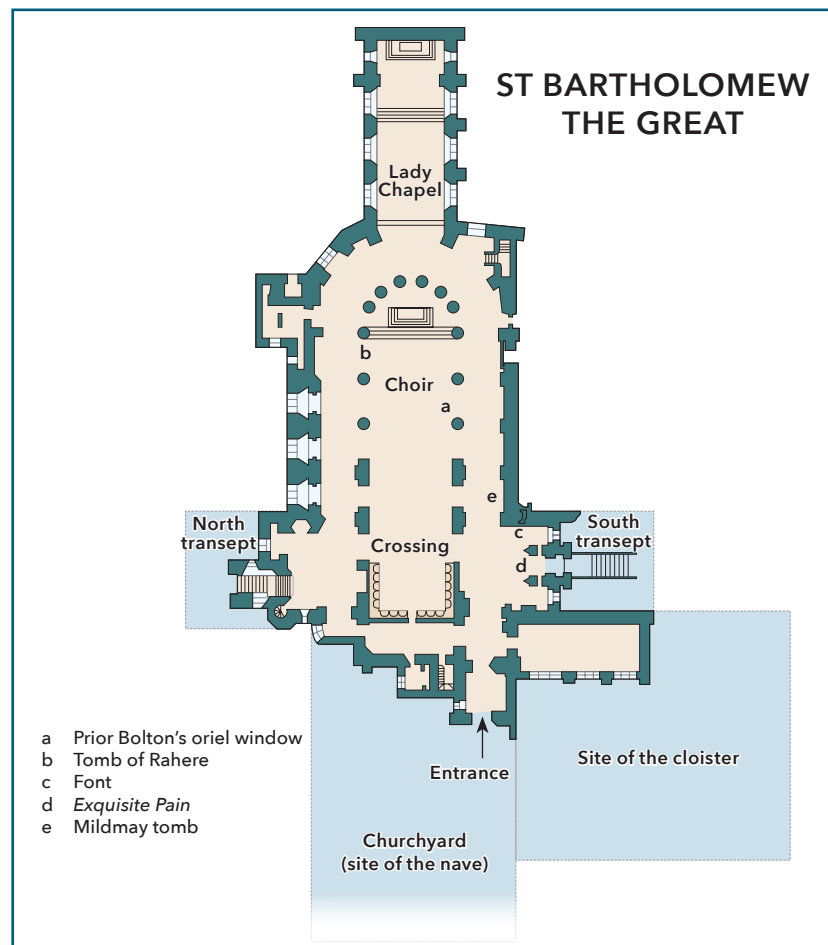 ST BARTHOLOMEW
THE GREAT
Lady
Chapel
b
Choir
a
e
North
transept
c
South
transept
Crossing
d
a Prior Bolton's oriel window
b Tomb of Rahere
c Font
d Exquisite Pain
e Mildmay tomb
Entrance
Site of the cloister
Churchyard
(site of the nave)